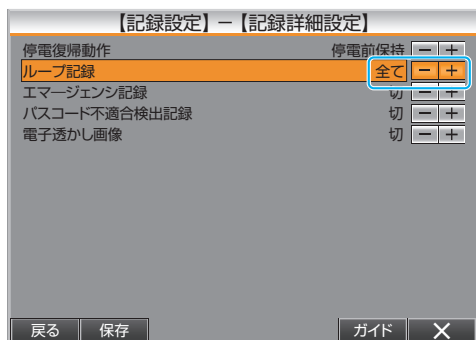 【記録設定】－【記録詳細設定】
停電復帰動作 停電前保持 － ＋
ループ記録 全て － ＋
エマージェンシ記録 切 － ＋
パスコード不適合検出記録 切 － ＋
電子透かし画像 切 － ＋
戻る 保存 ガイド ✕